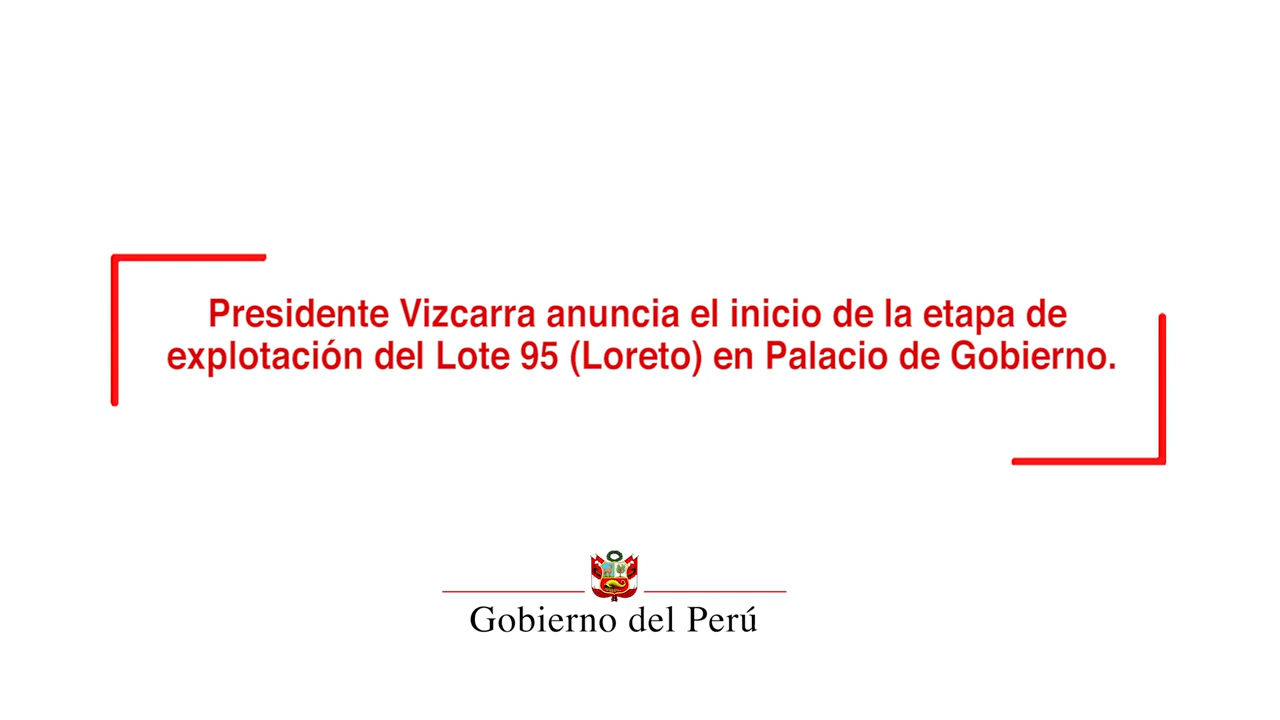 Presidente Vizcarra anuncia el inicio de la etapa de
explotación del Lote 95 (Loreto) en Palacio de Gobierno.
Gobierno del Perú